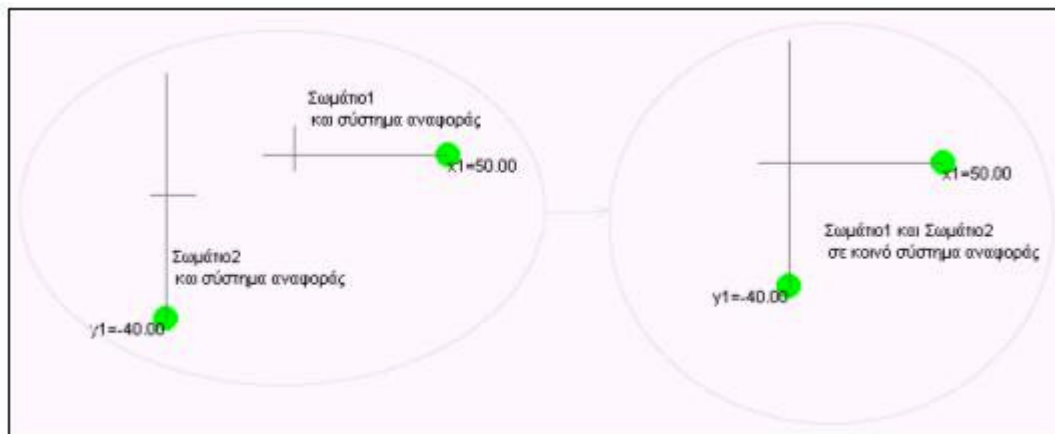 Σωμάτιο1
και σύστημα αναφοράς
x1=50.00
Σωμάτιο2
και σύστημα αναφοράς
y1=-40.00
x1=50.00
Σωμάτιο1 και Σωμάτιο2
σε κοινό σύστημα αναφοράς
y1=-40.00